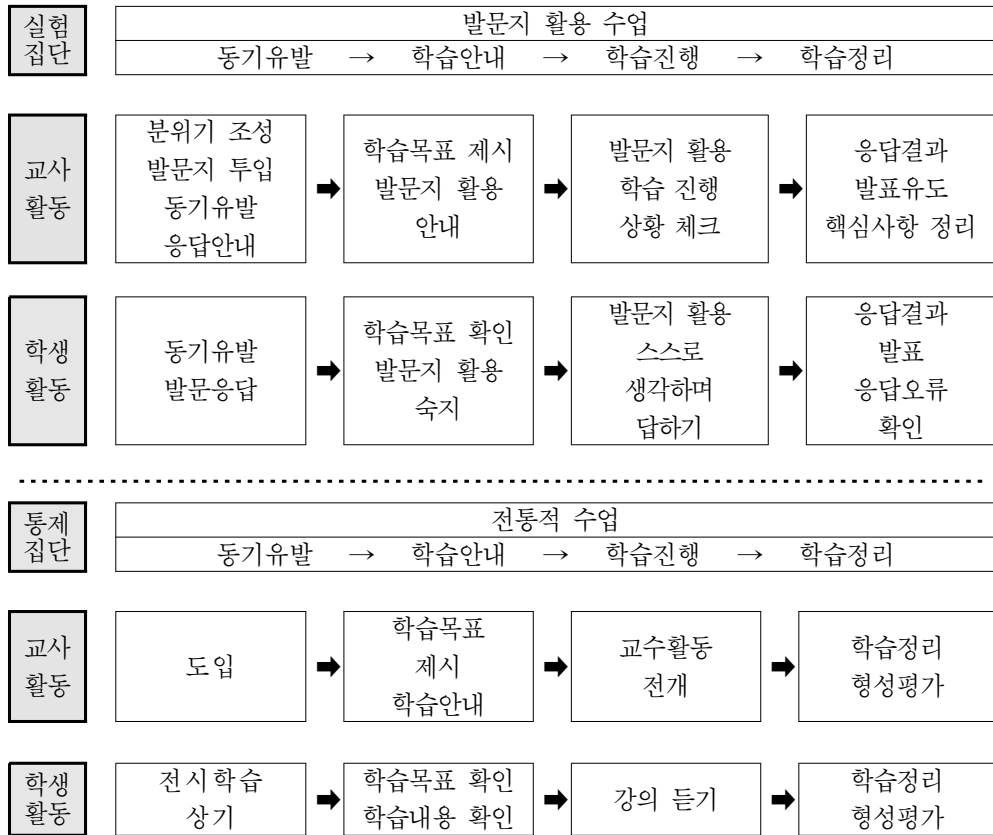 실험
집단
발문지 활용 수업
동기유발 → 학습안내 → 학습진행 → 학습정리
교사
활동
분위기 조성
발문지 투입
동기유발
응답안내
학습목표 제시
발문지 활용
안내
발문지 활용
학습 진행
상황 체크
응답결과
발표유도
핵심사항 정리
학생
활동
동기유발
발문응답
학습목표 확인
발문지 활용
숙지
발문지 활용
스스로
생각하며
답하기
응답결과
발표
응답오류
확인
통제
집단
전통적 수업
동기유발 → 학습안내 → 학습진행 → 학습정리
교사
활동
도입
학습목표
제시
학습안내
교수활동
전개
학습정리
형성평가
학생
활동
전시학습
상기
학습목표 확인
학습내용 확인
강의 듣기
학습정리
형성평가